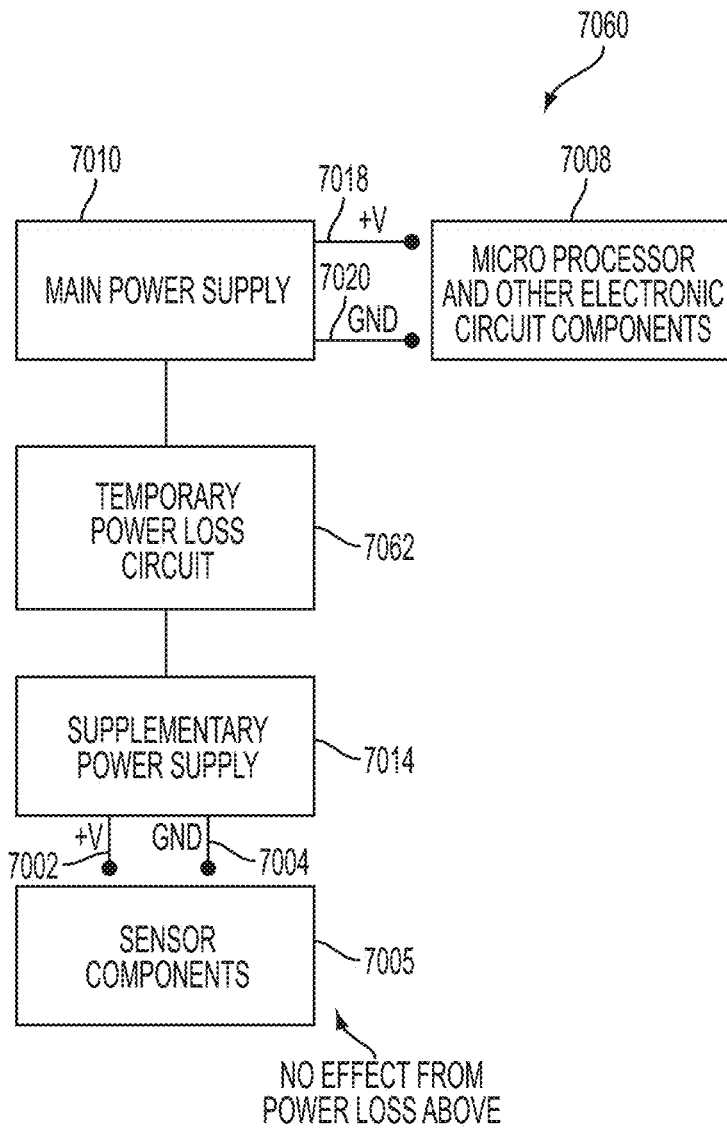 7060
7010
7018
+V
7008
MAIN POWER SUPPLY
7020
GND
MICRO PROCESSOR
AND OTHER ELECTRONIC
CIRCUIT COMPONENTS
TEMPORARY
POWER LOSS
CIRCUIT
7062
SUPPLEMENTARY
POWER SUPPLY
7014
+V
GND
7002
7004
SENSOR
COMPONENTS
7005
NO EFFECT FROM
POWER LOSS ABOVE